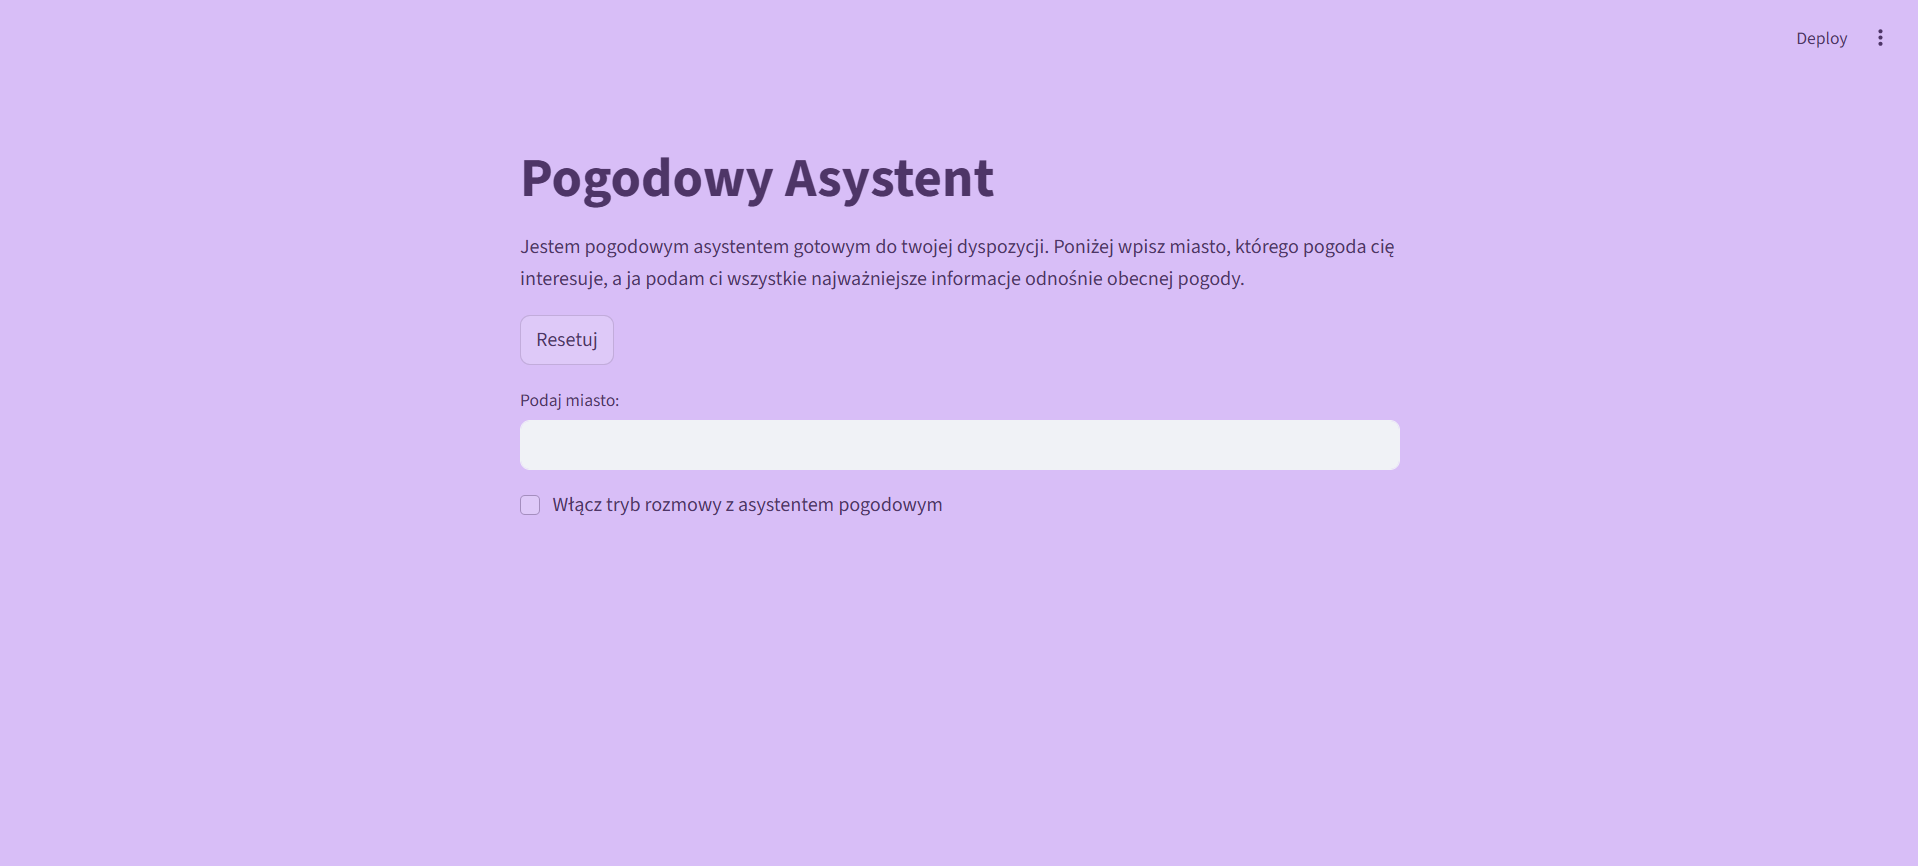 Deploy
Pogodowy Asystent
Jestem pogodowym asystentem gotowym do twojej dyspozycji. Poniżej wpisz miasto, którego pogoda cię
interesuje, a ja podam ci wszystkie najważniejsze informacje odnośnie obecnej pogody.
Resetuj
Podaj miasto:
Włącz tryb rozmowy z asystentem pogodowym